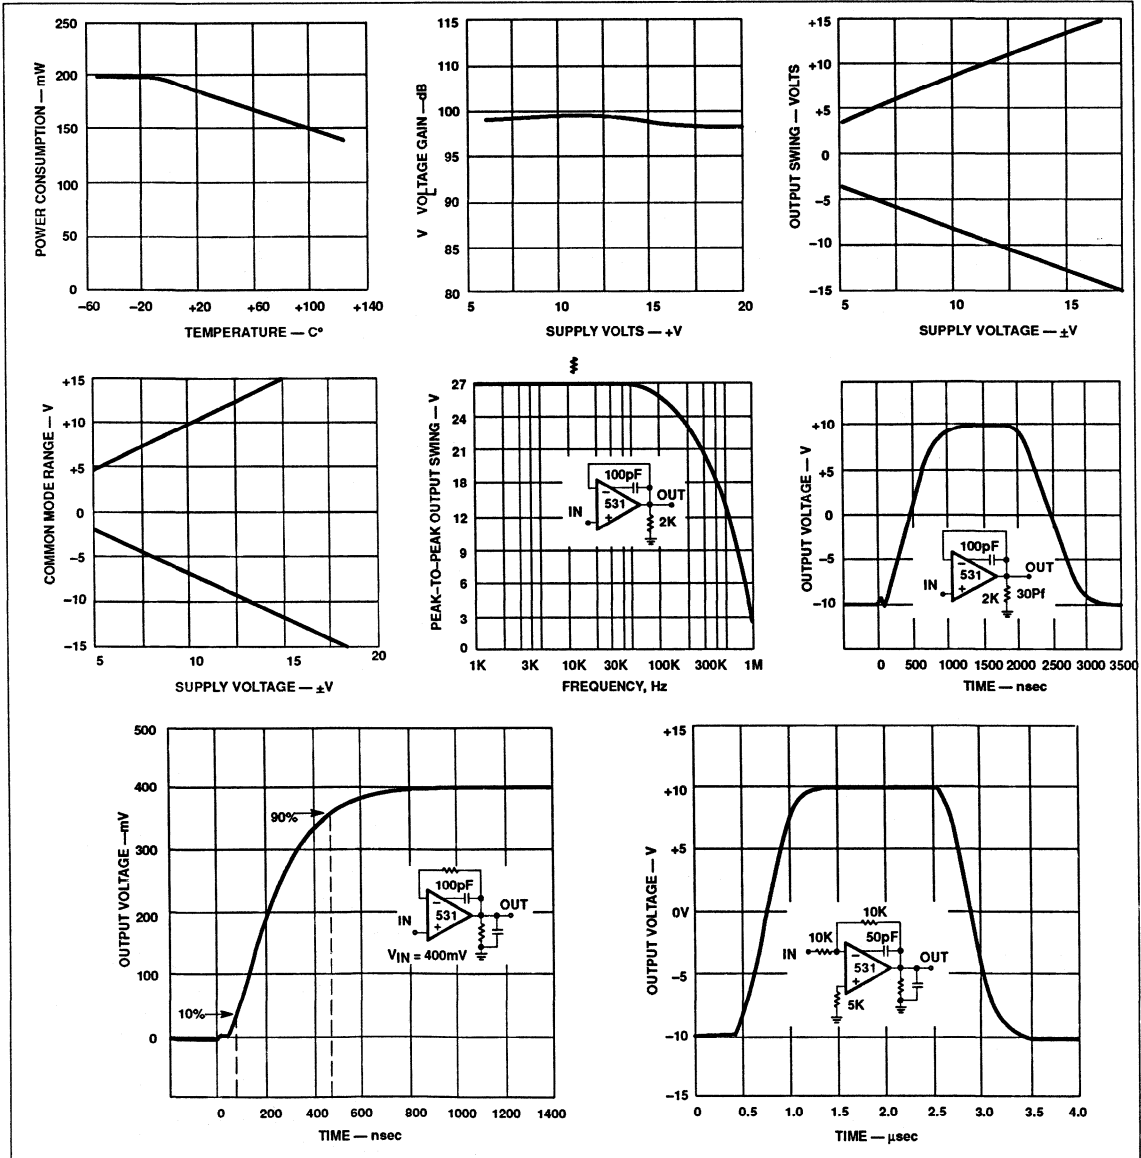 POWER CONSUMPTION — mW
250
200
150
100
50
0
–60 –20 +20 +60 +100 +140
TEMPERATURE — C°
V VOLTAGE GAIN —dB
115
100
95
90
85
80
5 10 15 20
SUPPLY VOLTS — +V
OUTPUT SWING — VOLTS
+15
+10
+5
0
–5
–10
–15
5 10 15
SUPPLY VOLTAGE — ±V
COMMON MODE RANGE — V
+15
+10
+5
0
–5
–10
–15
5 10 15 20
SUPPLY VOLTAGE — ±V
PEAK–TO–PEAK OUTPUT SWING — V
27
24
21
18
15
12
9
6
3
0
100pF
–
531
+
IN
OUT
2K
1K 3K 10K 30K 100K 300K 1M
FREQUENCY, Hz
OUTPUT VOLTAGE — V
+10
+5
0
–5
–10
100pF
–
531
+
IN
OUT
2K 30Pf
0 500 1000 1500 2000 2500 3000 3500
TIME — nsec
OUTPUT VOLTAGE —mV
500
400
300
200
100
0
90%
10%
100pF
–
531
+
IN
OUT
VIN = 400mV
0 200 400 600 800 1000 1200 1400
TIME — nsec
OUTPUT VOLTAGE — V
+15
+10
+5
0V
–5
–10
–15
10K
10K 50pF
IN
–
531
+
OUT
5K
0 0.5 1.0 1.5 2.0 2.5 3.0 3.5 4.0
TIME — µsec